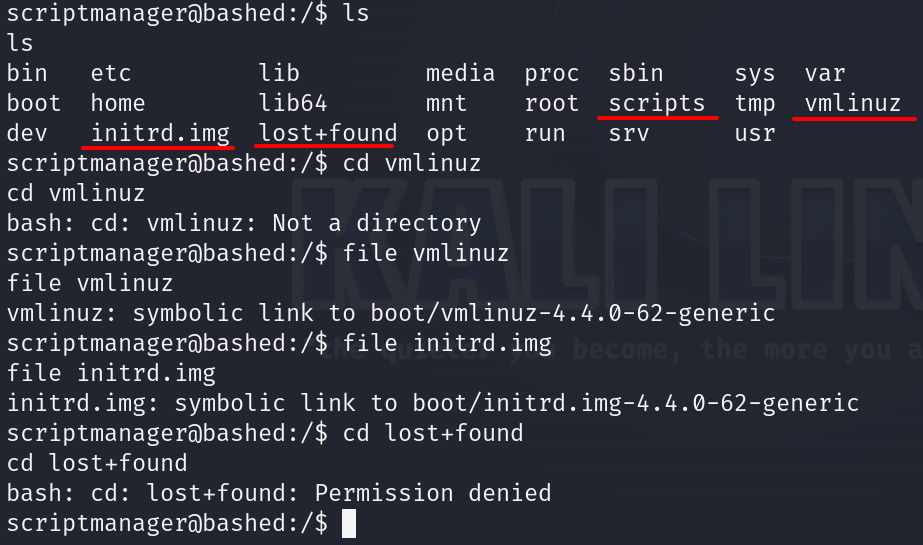 scriptmanager@bashed:/$ ls
ls
bin   etc         lib         media  proc  sbin     sys  var
boot  home        lib64       mnt    root  scripts  tmp  vmlinuz
dev   initrd.img  lost+found  opt    run   srv      usr
scriptmanager@bashed:/$ cd vmlinuz
cd vmlinuz
bash: cd: vmlinuz: Not a directory
scriptmanager@bashed:/$ file vmlinuz
file vmlinuz
vmlinuz: symbolic link to boot/vmlinuz-4.4.0-62-generic
scriptmanager@bashed:/$ file initrd.img
file initrd.img
initrd.img: symbolic link to boot/initrd.img-4.4.0-62-generic
scriptmanager@bashed:/$ cd lost+found
cd lost+found
bash: cd: lost+found: Permission denied
scriptmanager@bashed:/$
KALI LIN
the quieter you become, the more you a